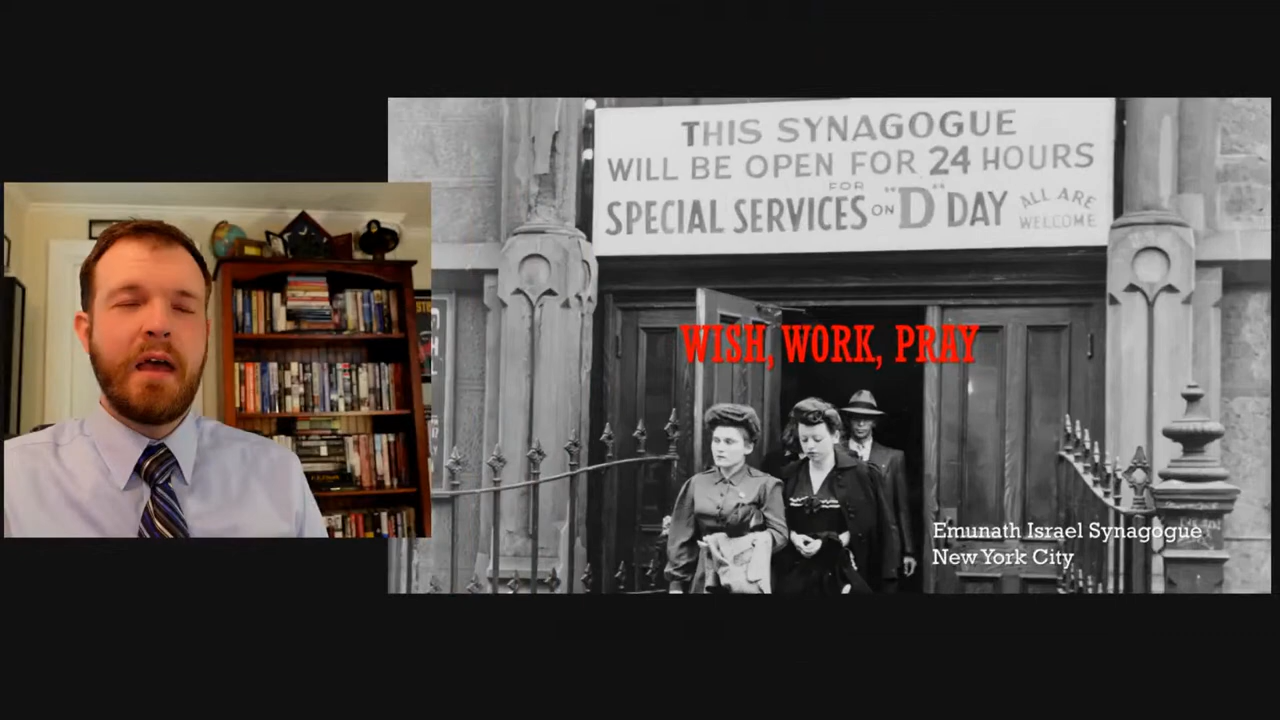 THIS SYNAGOGUE
WILL BE OPEN FOR 24 HOURS
FOR
SPECIAL SERVICES ON "D" DAY
ALL ARE
WELCOME
WISH, WORK, PRAY
Emunath Israel Synagogue
New York City